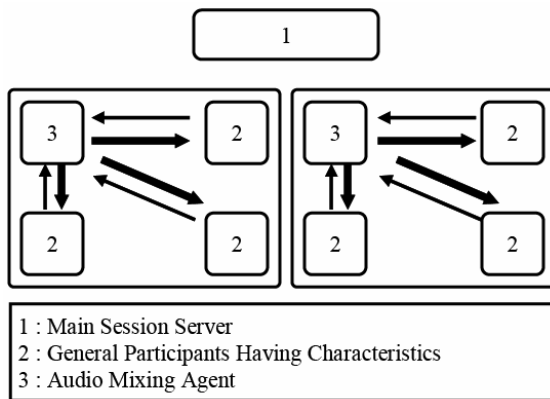 1
3 2 3 2
2 2 2 2
1 : Main Session Server
2 : General Participants Having Characteristics
3 : Audio Mixing Agent